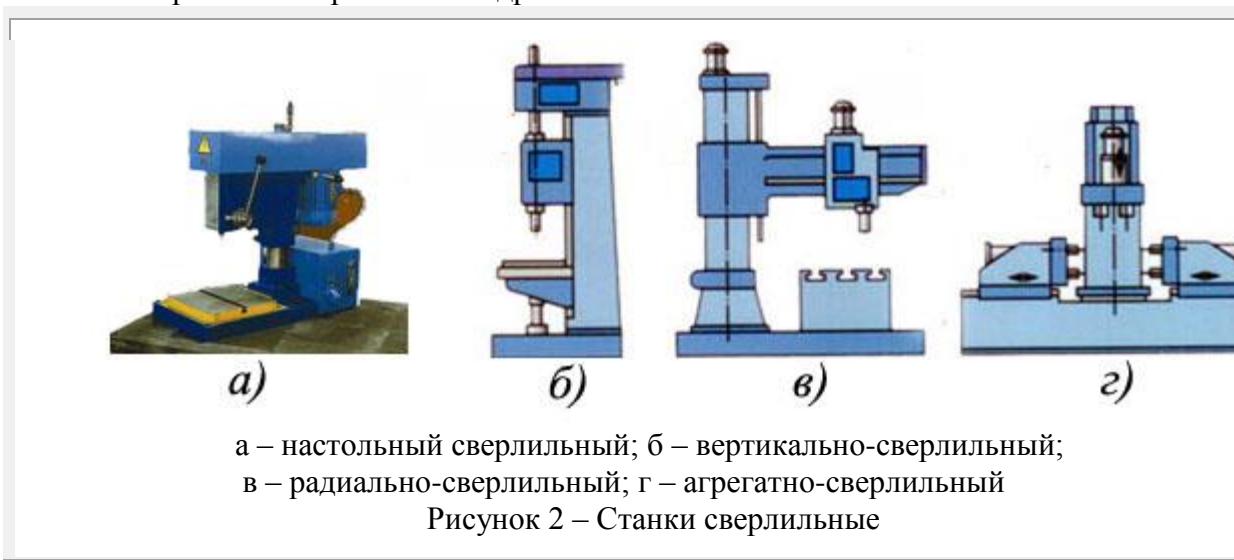 а) б) в) г)
а – настольный сверлильный; б – вертикально-сверлильный;
в – радиально-сверлильный; г – агрегатно-сверлильный
Рисунок 2 – Станки сверлильные